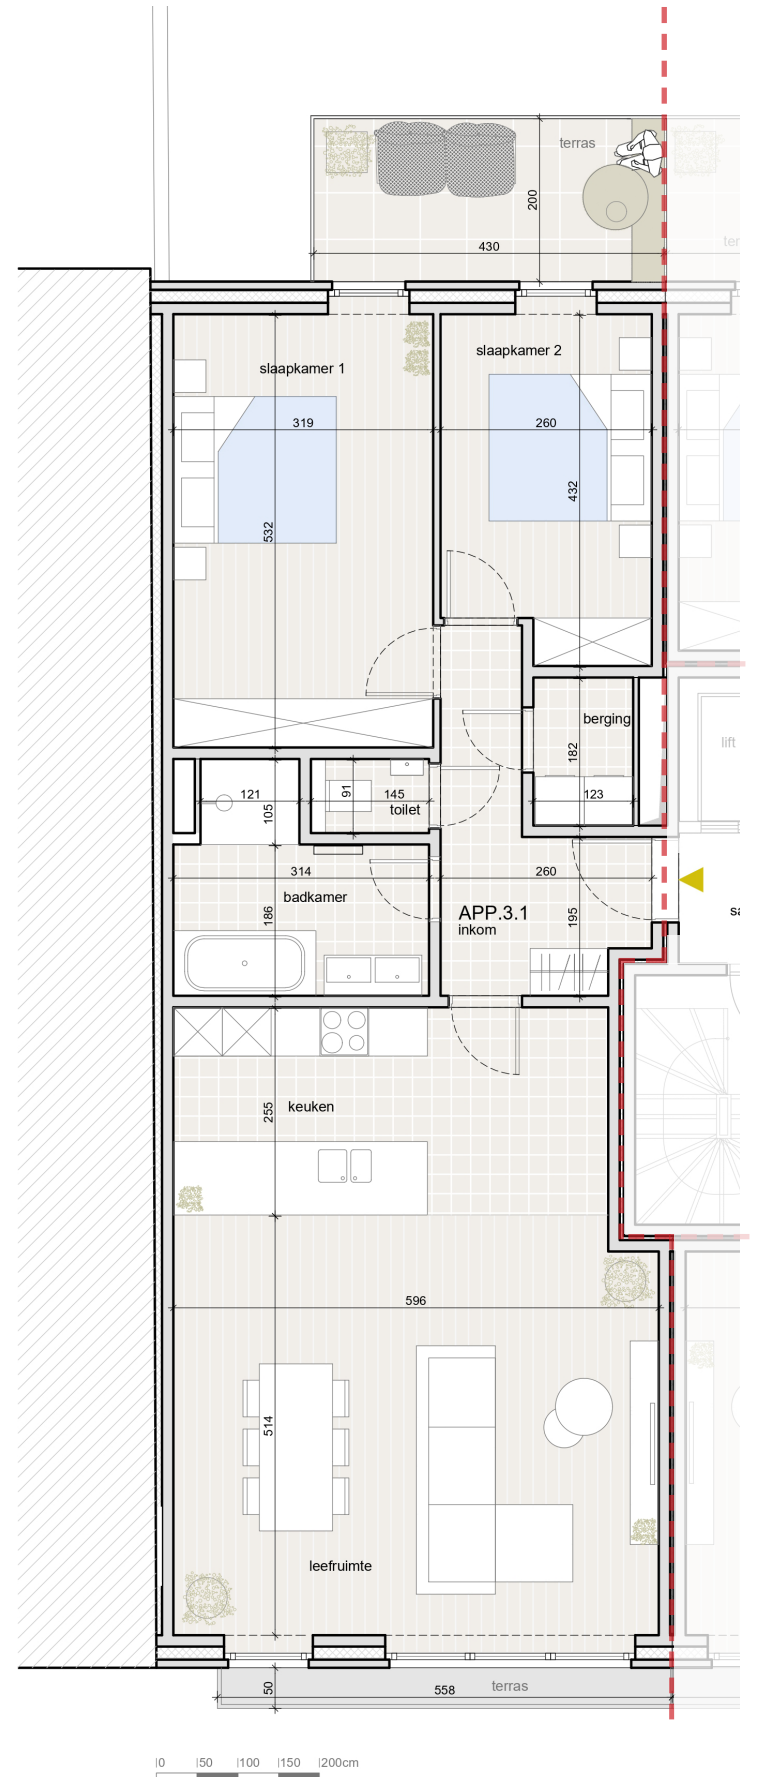 terras
200
430
ter
slaapkamer 1
slaapkamer 2
319
260
532
432
berging
182
lift
121
105
91
145
toilet
123
314
260
badkamer
186
APP.3.1
inkom
195
sa
255
keuken
596
514
leefruimte
50
558
terras
0 50 100 150 200cm